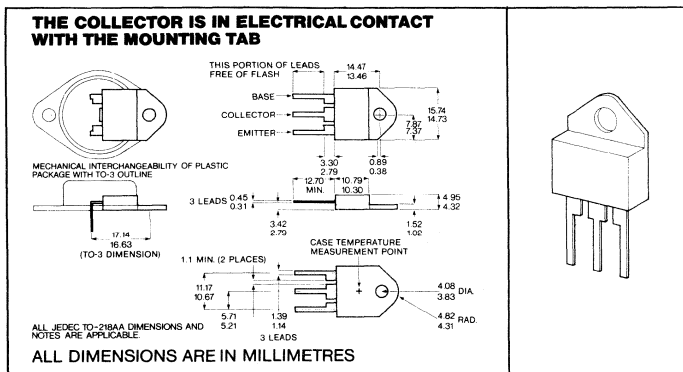 THE COLLECTOR IS IN ELECTRICAL CONTACT
WITH THE MOUNTING TAB
THIS PORTION OF LEADS
FREE OF FLASH
14.47
13.46
BASE
COLLECTOR
EMITTER
15.74
14.73
7.87
7.37
3.30
2.79
0.89
0.38
MECHANICAL INTERCHANGEABILITY OF PLASTIC
PACKAGE WITH TO-3 OUTLINE
12.70
MIN.
10.79
10.30
3 LEADS
0.45
0.31
4.95
4.32
3.42
2.79
1.52
1.02
17.14
16.63
(TO-3 DIMENSION)
CASE TEMPERATURE
MEASUREMENT POINT
1.1 MIN. (2 PLACES)
11.17
10.67
5.71
5.21
1.39
1.14
3 LEADS
4.08
3.83
DIA.
4.82
4.31
RAD.
ALL JEDEC TO-218AA DIMENSIONS AND
NOTES ARE APPLICABLE.
ALL DIMENSIONS ARE IN MILLIMETRES